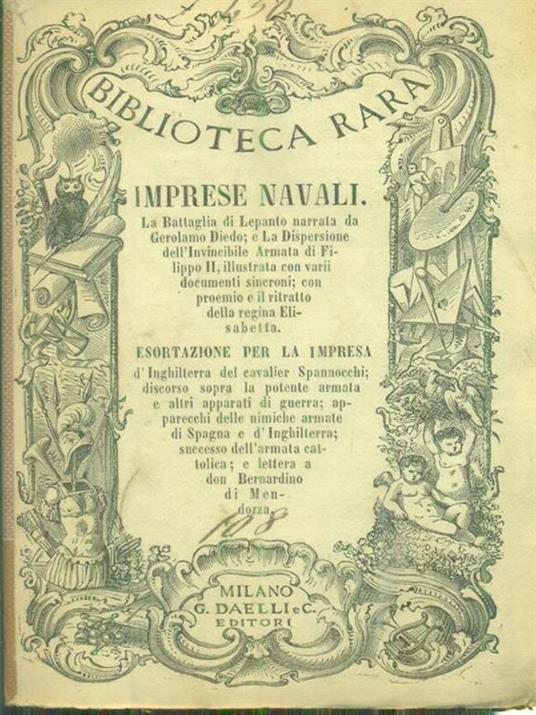 450
BIBLIOTECA RARA
IMPRESE NAVALI.
La Battaglia di Lepanto narrata da
Gerolamo Diedo; e La Dispersione
dell'Invincibile Armata di Fi-
lippo II, illustrata con varii
documenti sincroni; con
proemio e il ritratto
della regina Eli-
sabetta.
ESORTAZIONE PER LA IMPRESA
d'Inghilterra del cavalier Spannocchi;
discorso sopra la potente armata
e altri apparati di guerra; ap-
parecchi delle nimiche armate
di Spagna e d'Inghilterra;
successo dell'armata cat-
tolica; e lettera a
don Bernardino
di Men-
dozza.
108
MILANO
G. DAELLI e C.
EDITORI